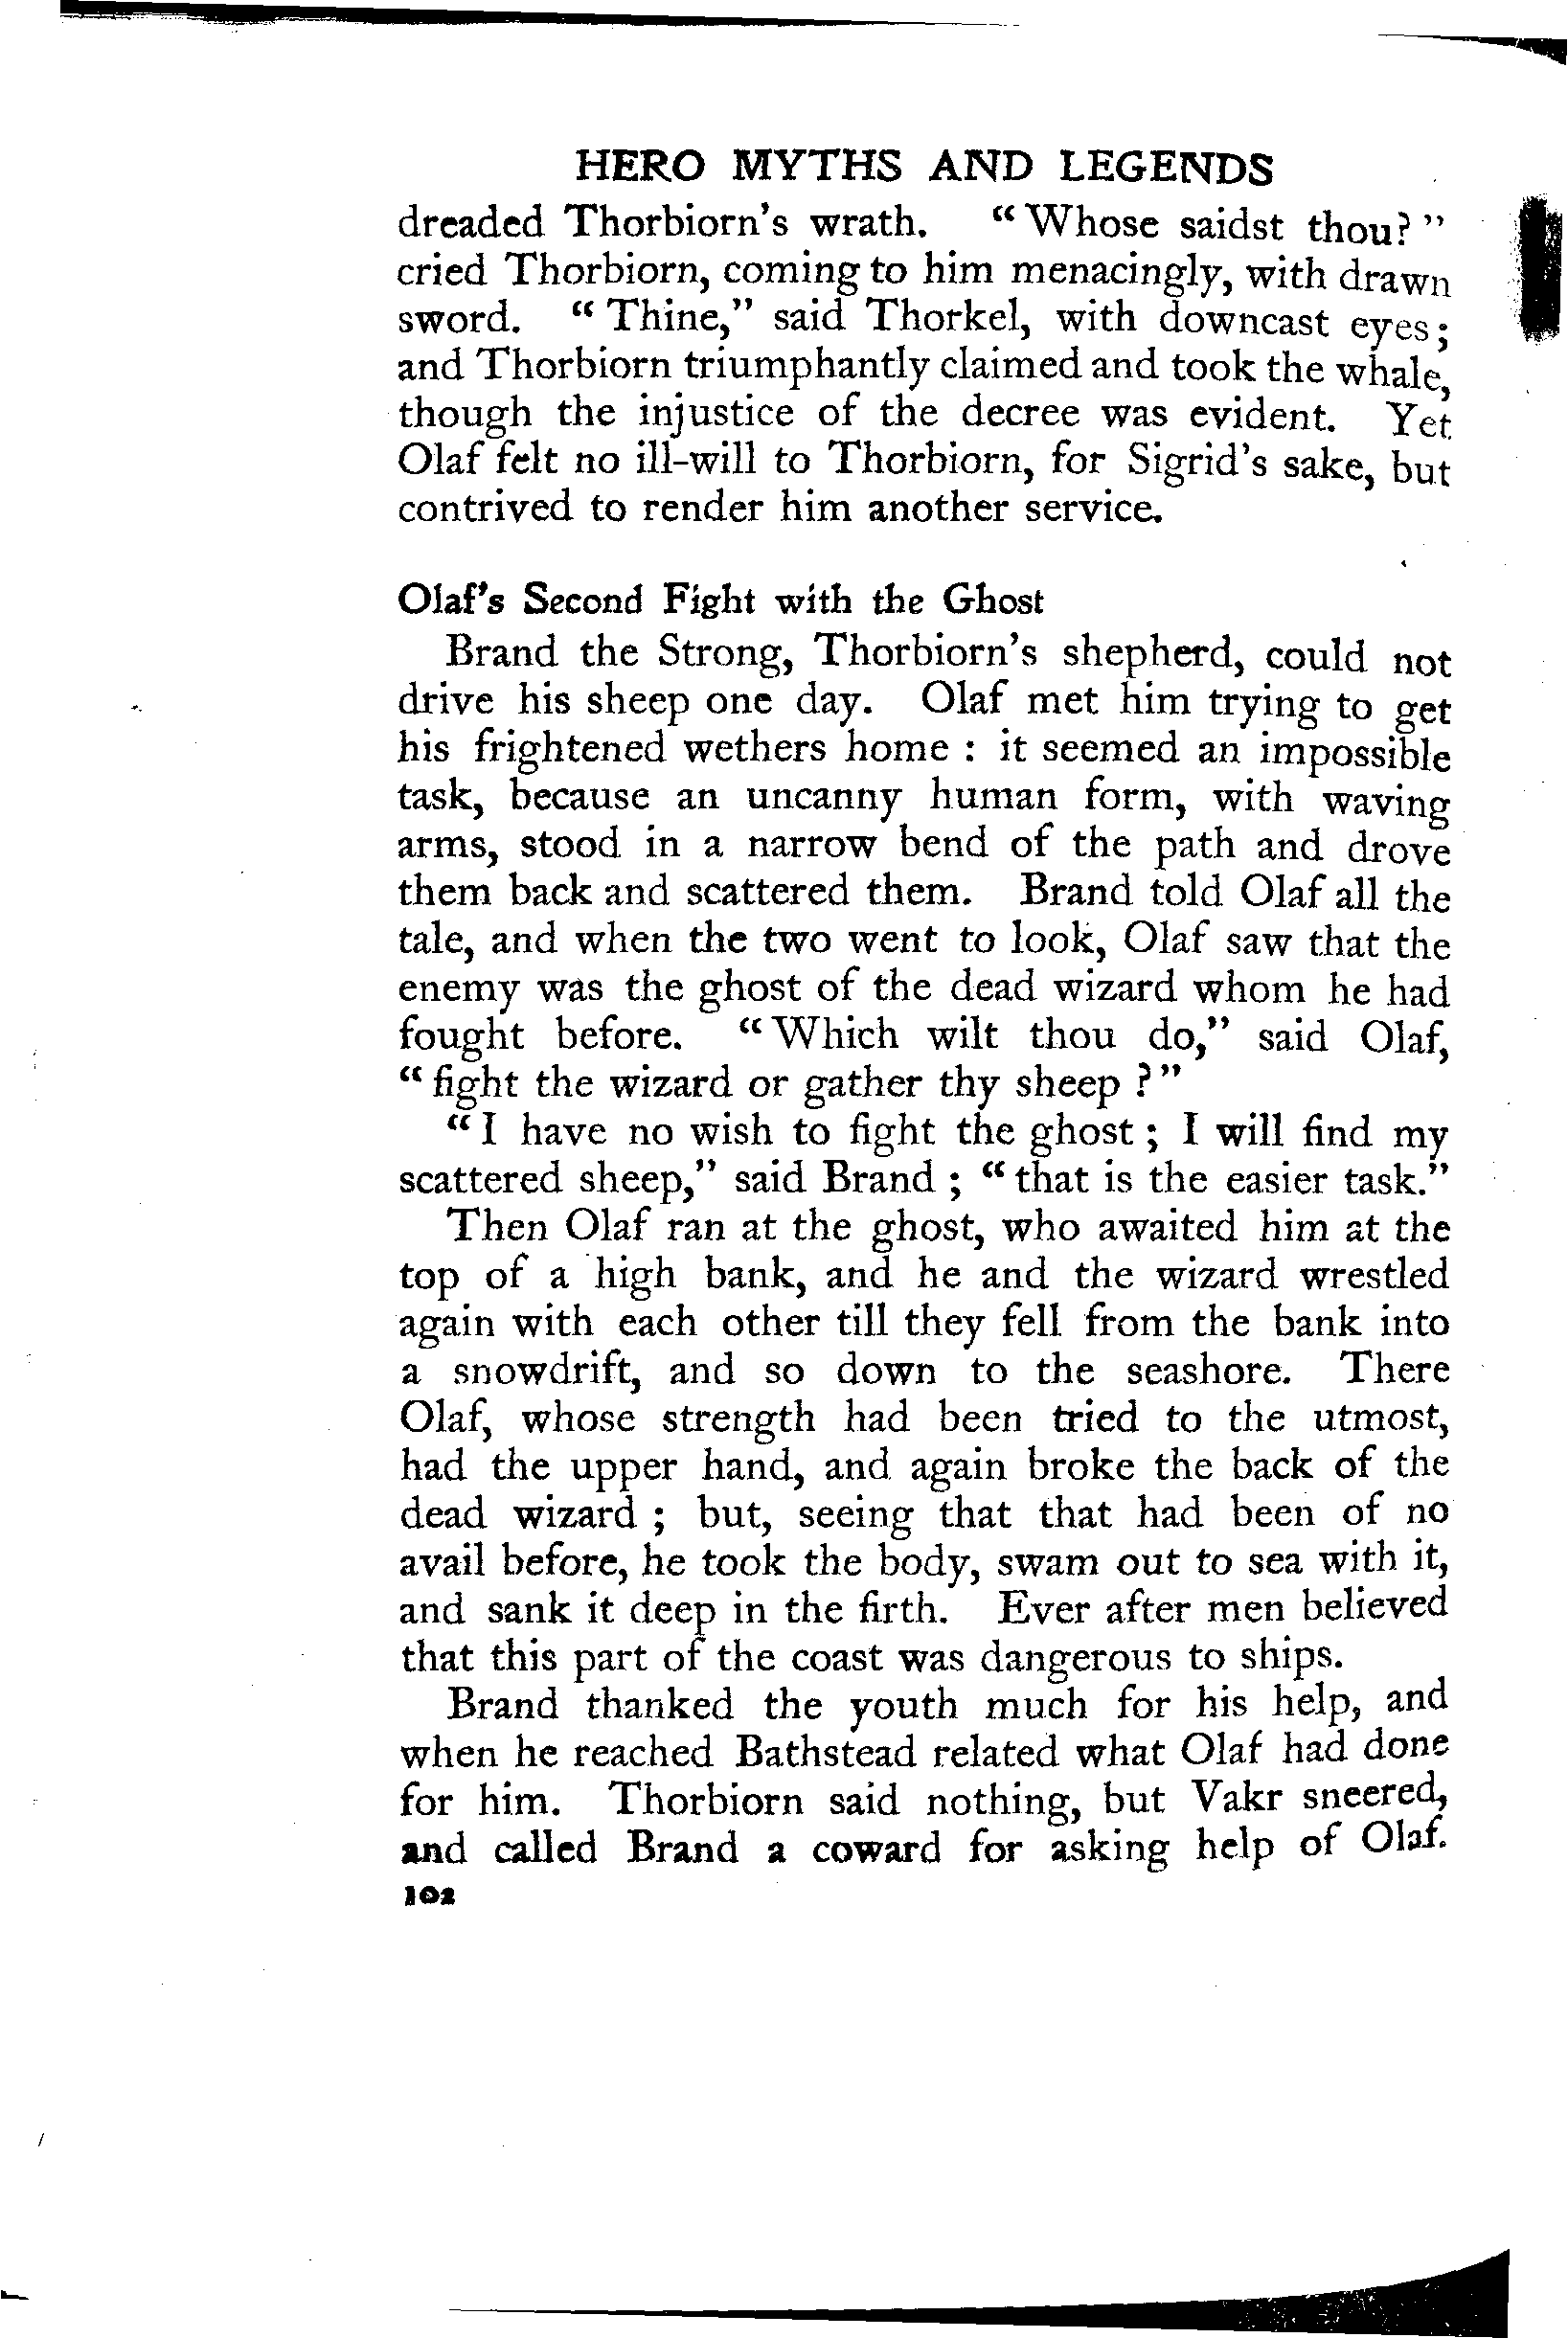 HERO MYTHS AND LEGENDS
dreaded Thorbiorn's wrath. "Whose saidst thou?"
cried Thorbiorn, coming to him menacingly, with drawn
sword. "Thine," said Thorkel, with downcast eyes;
and Thorbiorn triumphantly claimed and took the whale,
though the injustice of the decree was evident. Yet
Olaf felt no ill-will to Thorbiorn, for Sigrid's sake, but
contrived to render him another service.
Olaf's Second Fight with the Ghost
Brand the Strong, Thorbiorn's shepherd, could not
drive his sheep one day. Olaf met him trying to get
his frightened wethers home : it seemed an impossible
task, because an uncanny human form, with waving
arms, stood in a narrow bend of the path and drove
them back and scattered them. Brand told Olaf all the
tale, and when the two went to look, Olaf saw that the
enemy was the ghost of the dead wizard whom he had
fought before. "Which wilt thou do," said Olaf,
"fight the wizard or gather thy sheep ?"
"I have no wish to fight the ghost ; I will find my
scattered sheep," said Brand ; "that is the easier task."
Then Olaf ran at the ghost, who awaited him at the
top of a high bank, and he and the wizard wrestled
again with each other till they fell from the bank into
a snowdrift, and so down to the seashore. There
Olaf, whose strength had been tried to the utmost,
had the upper hand, and again broke the back of the
dead wizard ; but, seeing that that had been of no
avail before, he took the body, swam out to sea with it,
and sank it deep in the firth. Ever after men believed
that this part of the coast was dangerous to ships.
Brand thanked the youth much for his help, and
when he reached Bathstead related what Olaf had done
for him. Thorbiorn said nothing, but Vakr sneered,
and called Brand a coward for asking help of Olaf.
102